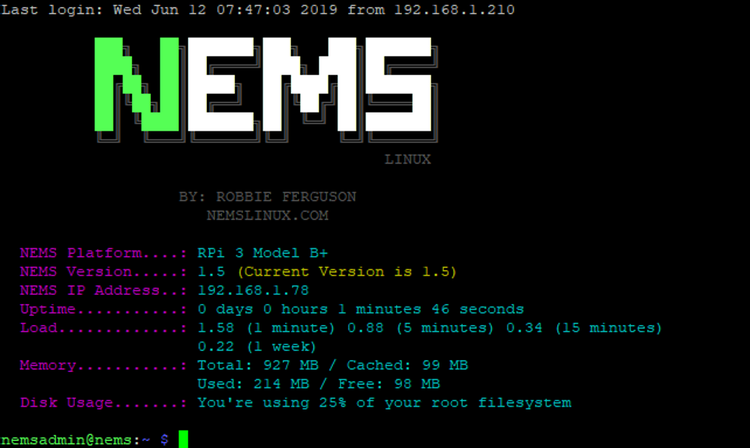 Last login: Wed Jun 12 07:47:03 2019 from 192.168.1.210
NEMS
LINUX
BY: ROBBIE FERGUSON
NEMSLINUX.COM
NEMS Platform....: RPi 3 Model B+
NEMS Version.....: 1.5 (Current Version is 1.5)
NEMS IP Address..: 192.168.1.78
Uptime...........: 0 days 0 hours 1 minutes 46 seconds
Load.............: 1.58 (1 minute) 0.88 (5 minutes) 0.34 (15 minutes)
0.22 (1 week)
Memory...........: Total: 927 MB / Cached: 99 MB
Used: 214 MB / Free: 98 MB
Disk Usage.......: You're using 25% of your root filesystem
nemsadmin@nems:~ $